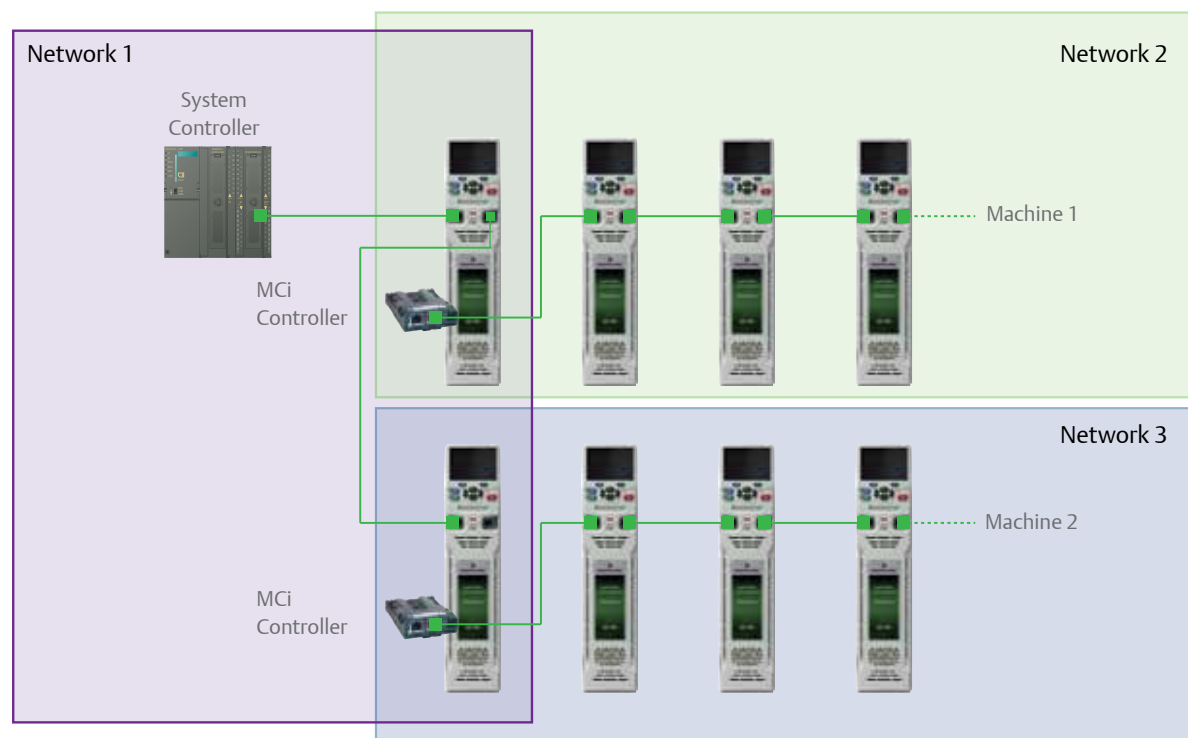 Network 1
Network 2
System
Controller
Machine 1
MCi
Controller
Network 3
Machine 2
MCi
Controller